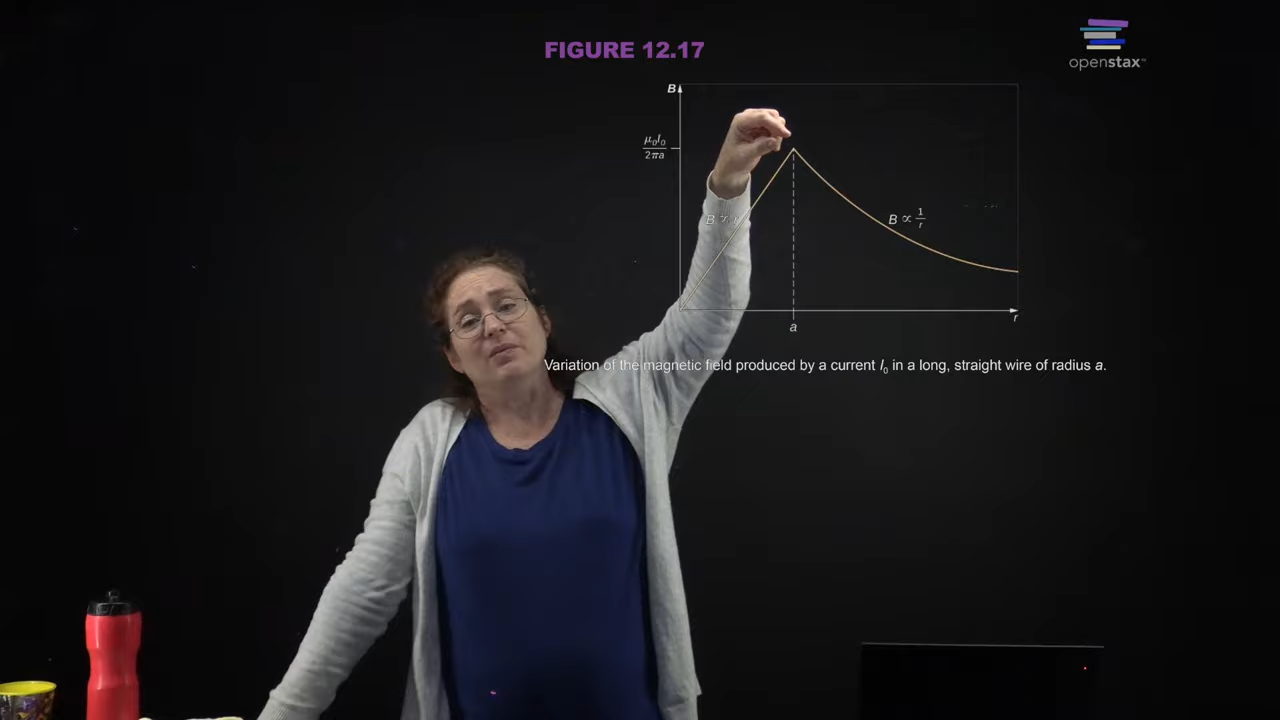 FIGURE 12.17
openstax™
B
μ₀I₀
2πa
B ∝ r
B ∝ 1/r
a
r
Variation of the magnetic field produced by a current I₀ in a long, straight wire of radius a.